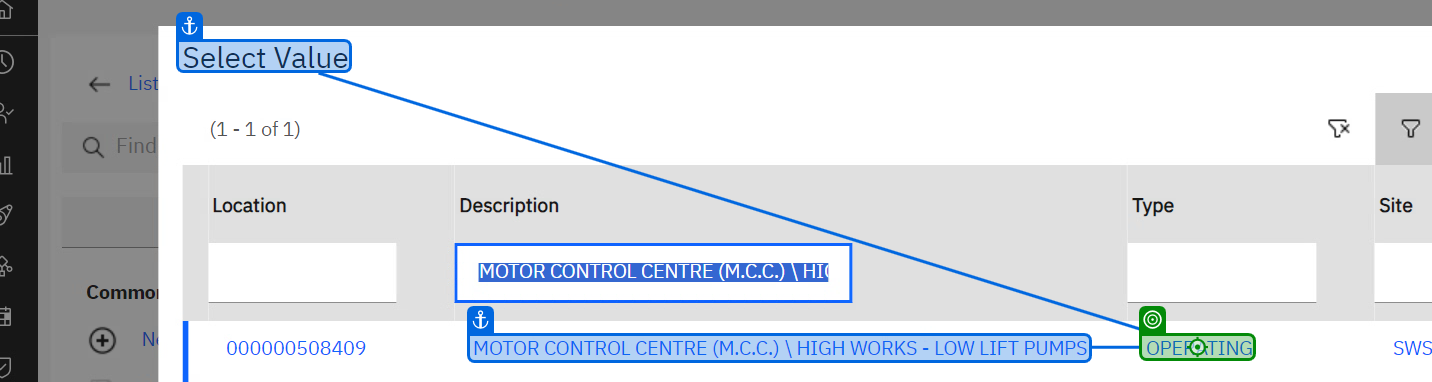 Select Value
List
(1 - 1 of 1)
Find
Location Description Type Site
MOTOR CONTROL CENTRE (M.C.C.) \ HIG
Common
000000508409 MOTOR CONTROL CENTRE (M.C.C.) \ HIGH WORKS - LOW LIFT PUMPS OPERATING SWS